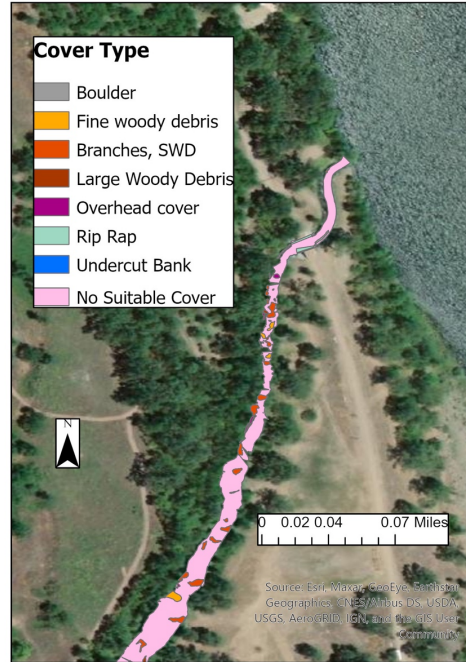 Cover Type
Boulder
Fine woody debris
Branches, SWD
Large Woody Debris
Overhead cover
Rip Rap
Undercut Bank
No Suitable Cover
N
0 0.02 0.04 0.07 Miles
Source: Esri, Maxar, GeoEye, Earthstar
Geographics, CNES/Airbus DS, USDA,
USGS, AeroGRID, IGN, and the GIS User
Community